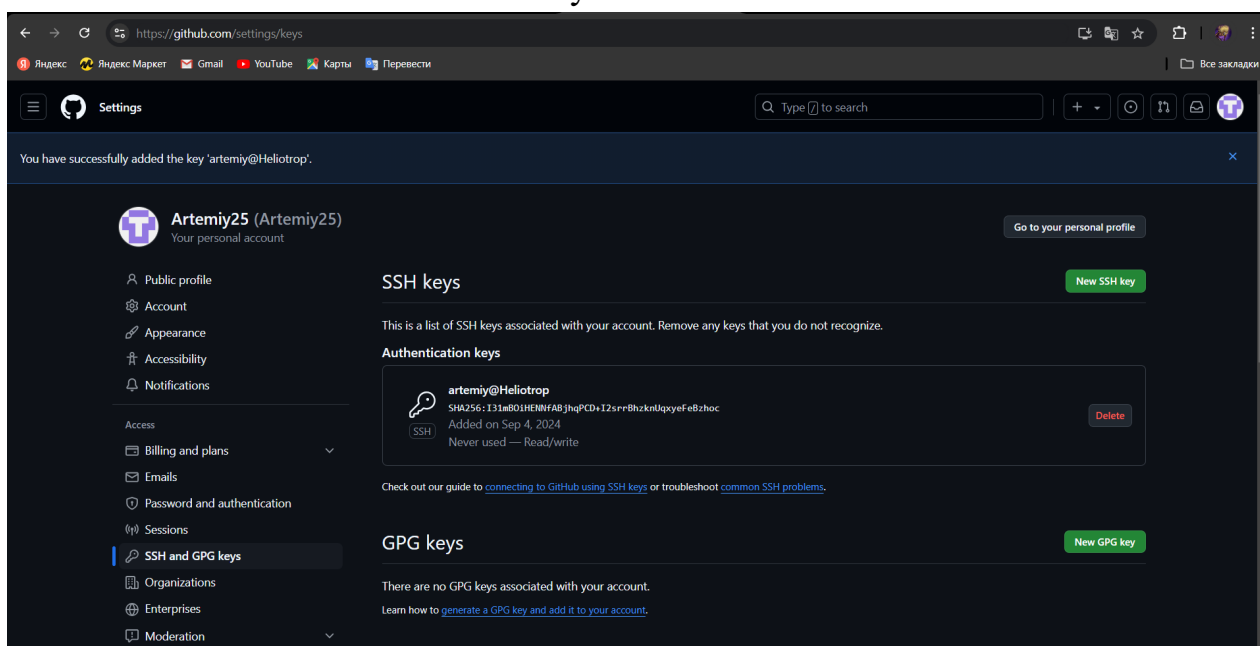 https://github.com/settings/keys
Яндекс Яндекс Маркет Gmail YouTube Карты Перевести Все закладки
Settings Type / to search
You have successfully added the key 'artemiy@Heliotrop'.
Artemiy25 (Artemiy25)
Your personal account
Go to your personal profile
Public profile
Account
Appearance
Accessibility
Notifications
Access
Billing and plans
Emails
Password and authentication
Sessions
SSH and GPG keys
Organizations
Enterprises
Moderation
SSH keys
New SSH key
This is a list of SSH keys associated with your account. Remove any keys that you do not recognize.
Authentication keys
artemiy@Heliotrop
SHA256:I31mBOiHENNfABjhqPCD+I2srrBhzknUqxyeFeBzhoc
Added on Sep 4, 2024
Never used — Read/write
SSH
Delete
Check out our guide to connecting to GitHub using SSH keys or troubleshoot common SSH problems.
GPG keys
New GPG key
There are no GPG keys associated with your account.
Learn how to generate a GPG key and add it to your account.